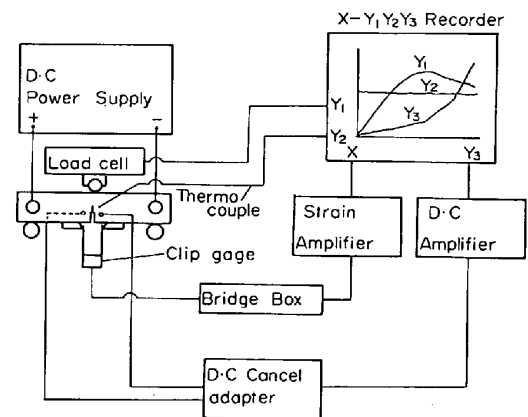 X-Y₁Y₂Y₃ Recorder
D·C
Power Supply
+ −
Y₁
Y₂
Y₃
Y₁
Y₂
X
Y₃
Load cell
Thermo
couple
Clip gage
Strain
Amplifier
D·C
Amplifier
Bridge Box
D·C Cancel
adapter